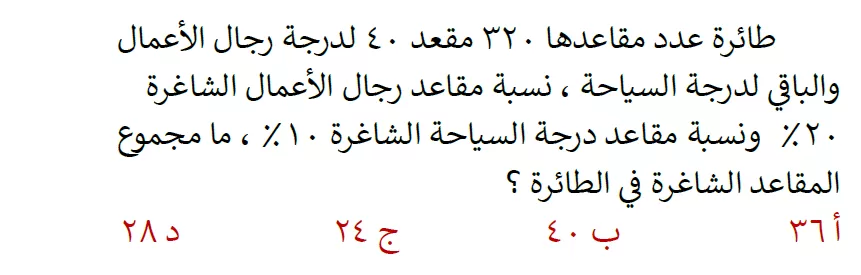 طائرة عدد مقاعدها ٣٢٠ مقعد ٤٠ لدرجة رجال الأعمال
والباقي لدرجة السياحة ، نسبة مقاعد رجال الأعمال الشاغرة
٢٠٪ ونسبة مقاعد درجة السياحة الشاغرة ١٠٪ ، ما مجموع
المقاعد الشاغرة في الطائرة ؟
أ ٣٦ ب ٤٠ ج ٢٤ د ٢٨